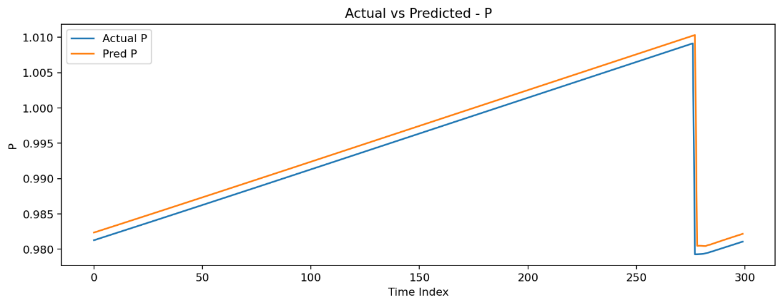 Actual vs Predicted - P
Actual P
Pred P
1.010
1.005
1.000
0.995
0.990
0.985
0.980
P
0
50
100
150
200
250
300
Time Index